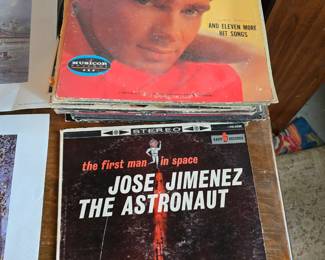 AND ELEVEN MORE
HIT SONGS
MUSICOR
STEREO
the first man in space
JOSE JIMENEZ
THE ASTRONAUT